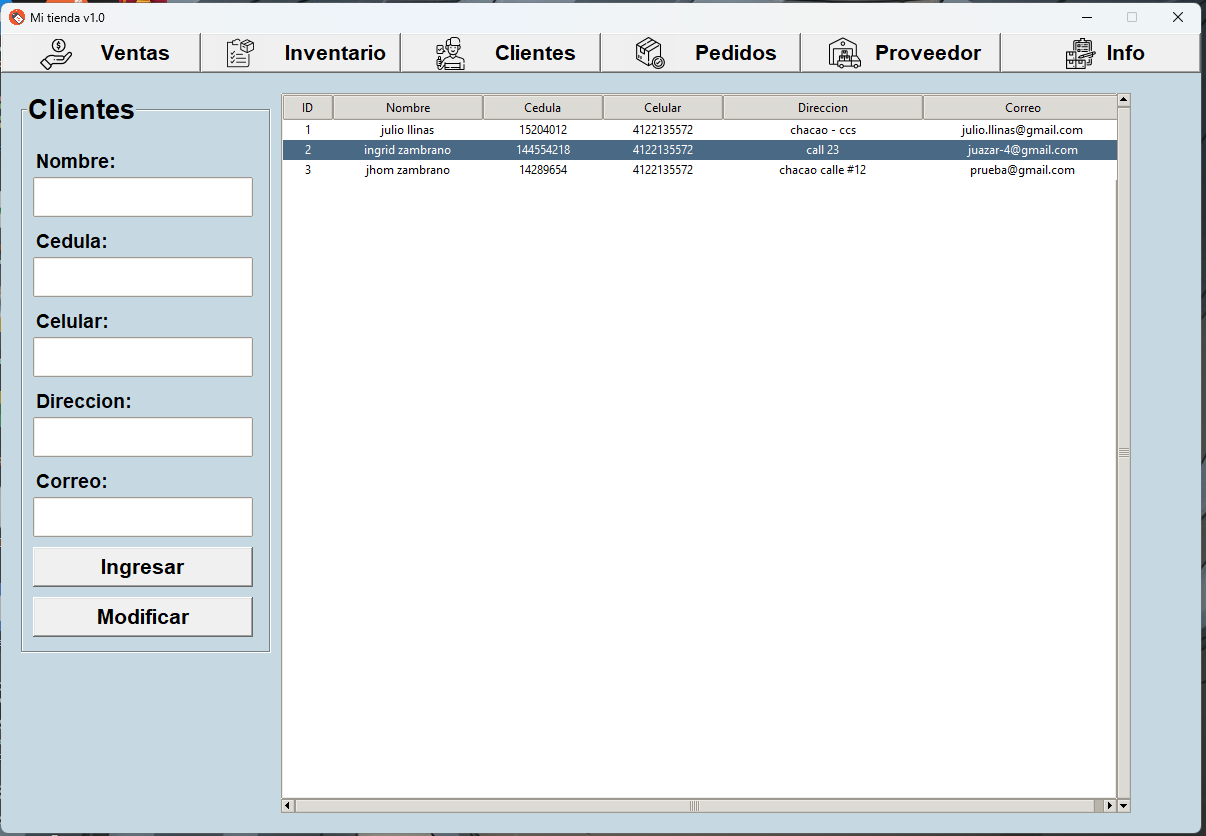 Mi tienda v1.0
Ventas Inventario Clientes Pedidos Proveedor Info
Clientes
Nombre:
Cedula:
Celular:
Direccion:
Correo:
Ingresar
Modificar
ID Nombre Cedula Celular Direccion Correo
1 julio llinas 15204012 4122135572 chacao - ccs julio.llinas@gmail.com
2 ingrid zambrano 144554218 4122135572 call 23 juazar-4@gmail.com
3 jhom zambrano 14289654 4122135572 chacao calle #12 prueba@gmail.com